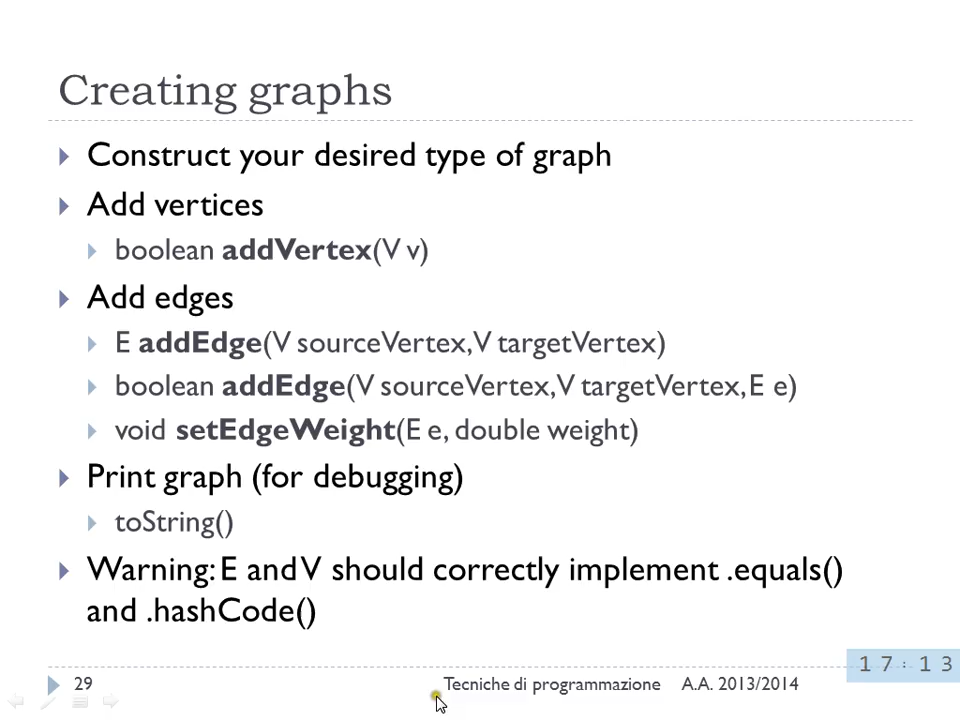 Creating graphs
Construct your desired type of graph
Add vertices
boolean addVertex(V v)
Add edges
E addEdge(V sourceVertex, V targetVertex)
boolean addEdge(V sourceVertex, V targetVertex, E e)
void setEdgeWeight(E e, double weight)
Print graph (for debugging)
toString()
Warning: E and V should correctly implement .equals()
and .hashCode()
17:13
29 Tecniche di programmazione A.A. 2013/2014